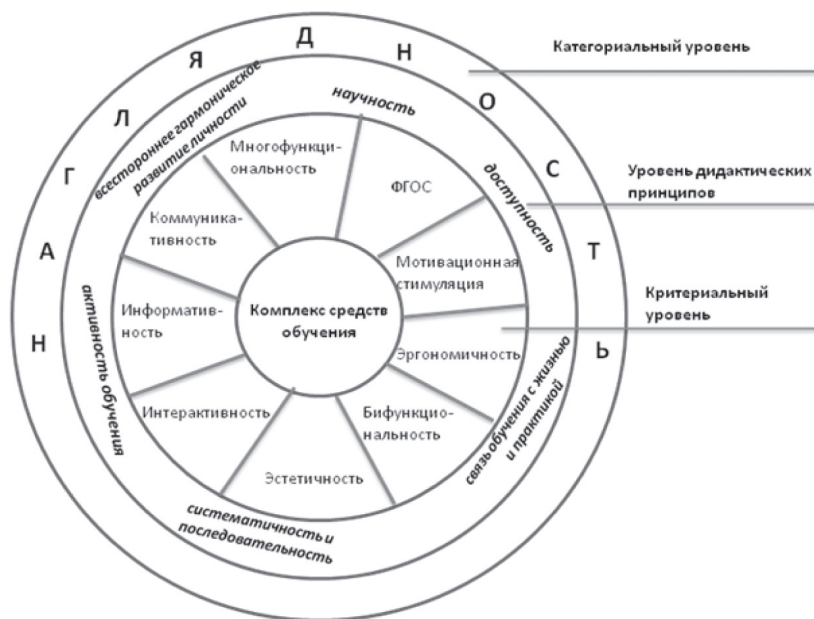 НАГЛЯДНОСТЬ
Категориальный уровень
Уровень дидактических
принципов
Критериальный
уровень
всестороннее гармоническое
развитие личности
научность
доступность
связь обучения с жизнью
и практикой
систематичность и
последовательность
активность обучения
Многофункци-
ональность
ФГОС
Мотивационная
стимуляция
Эргономичность
Бифункцио-
нальность
Эстетичность
Интерактивность
Информатив-
ность
Коммуника-
тивность
Комплекс средств
обучения